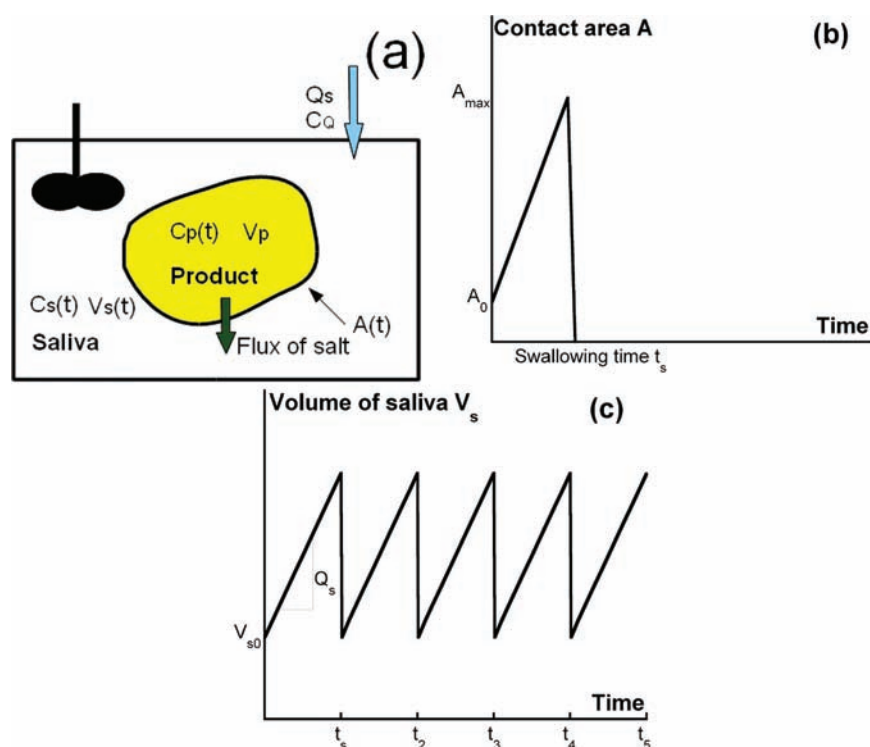 (a)
Qs
CQ
Cp(t) Vp
Product
Cs(t) Vs(t)
Saliva
A(t)
Flux of salt
Contact area A
(b)
Amax
A0
Time
Swallowing time ts
Volume of saliva Vs
(c)
Qs
Vs0
Time
ts t2 t3 t4 t5